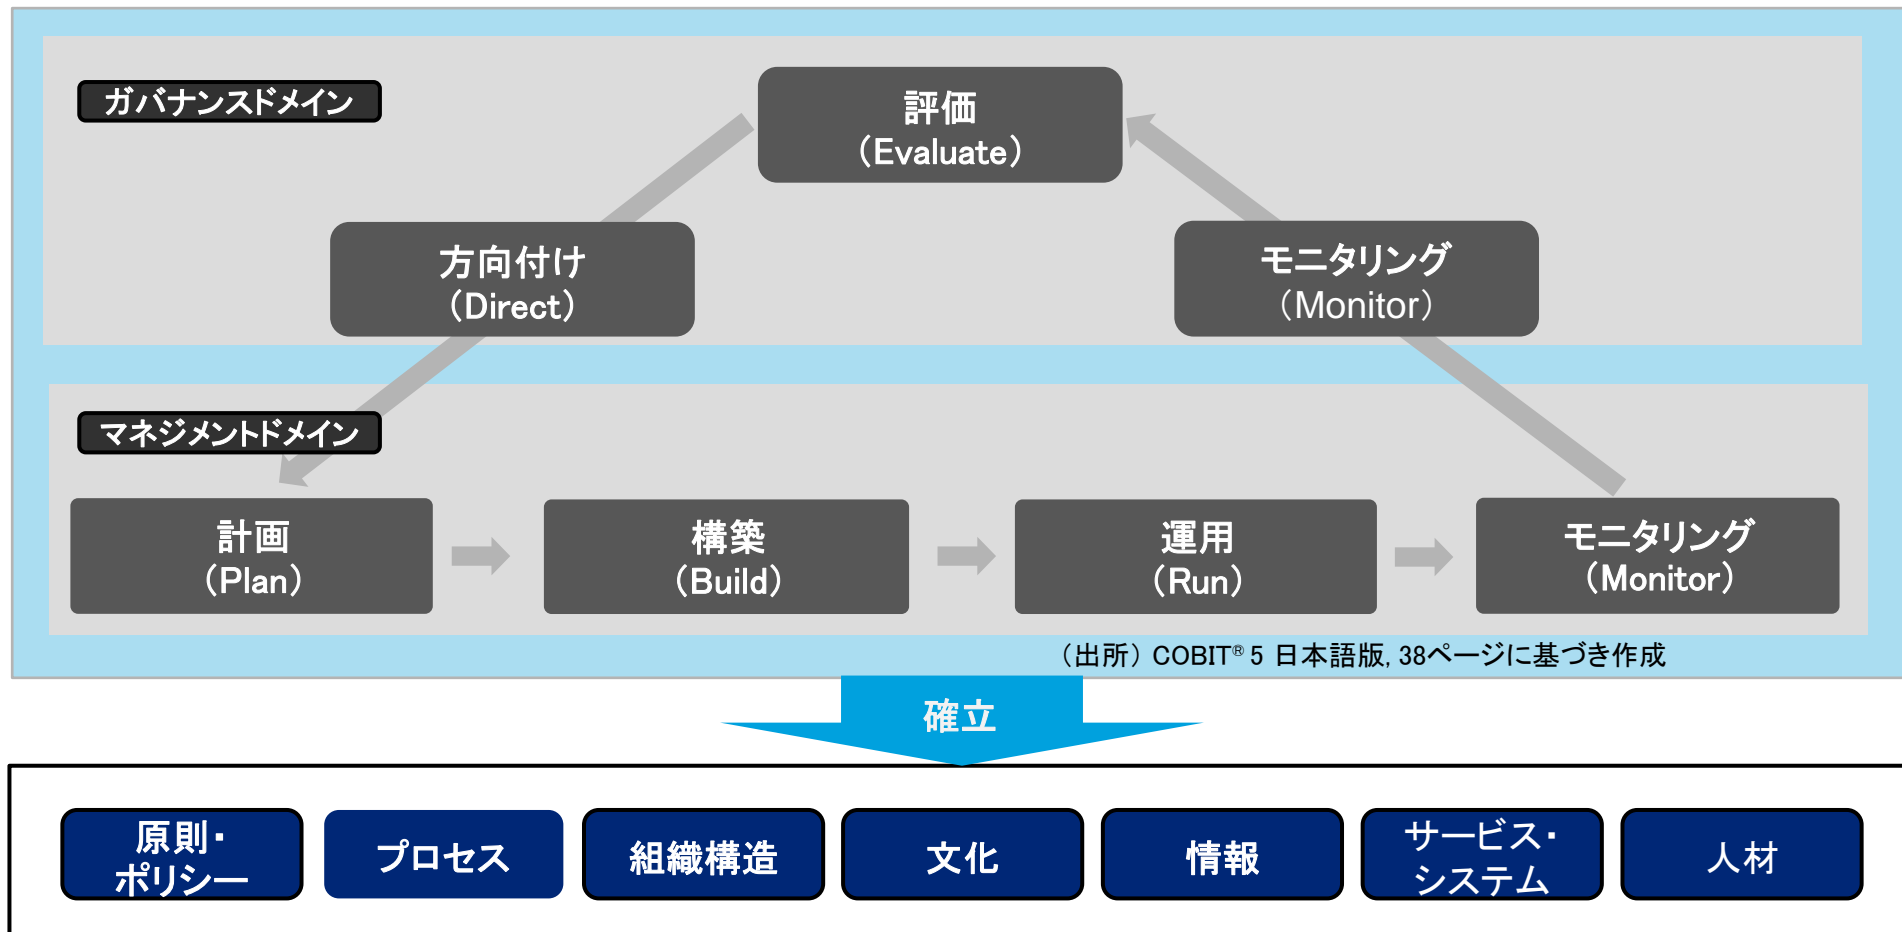 ガバナンスドメイン
評価
（Evaluate）
方向付け
（Direct）
モニタリング
（Monitor）
マネジメントドメイン
計画
（Plan）
構築
（Build）
運用
（Run）
モニタリング
（Monitor）
（出所）COBIT® 5 日本語版, 38ページに基づき作成
確立
原則・
ポリシー
プロセス
組織構造
文化
情報
サービス・
システム
人材